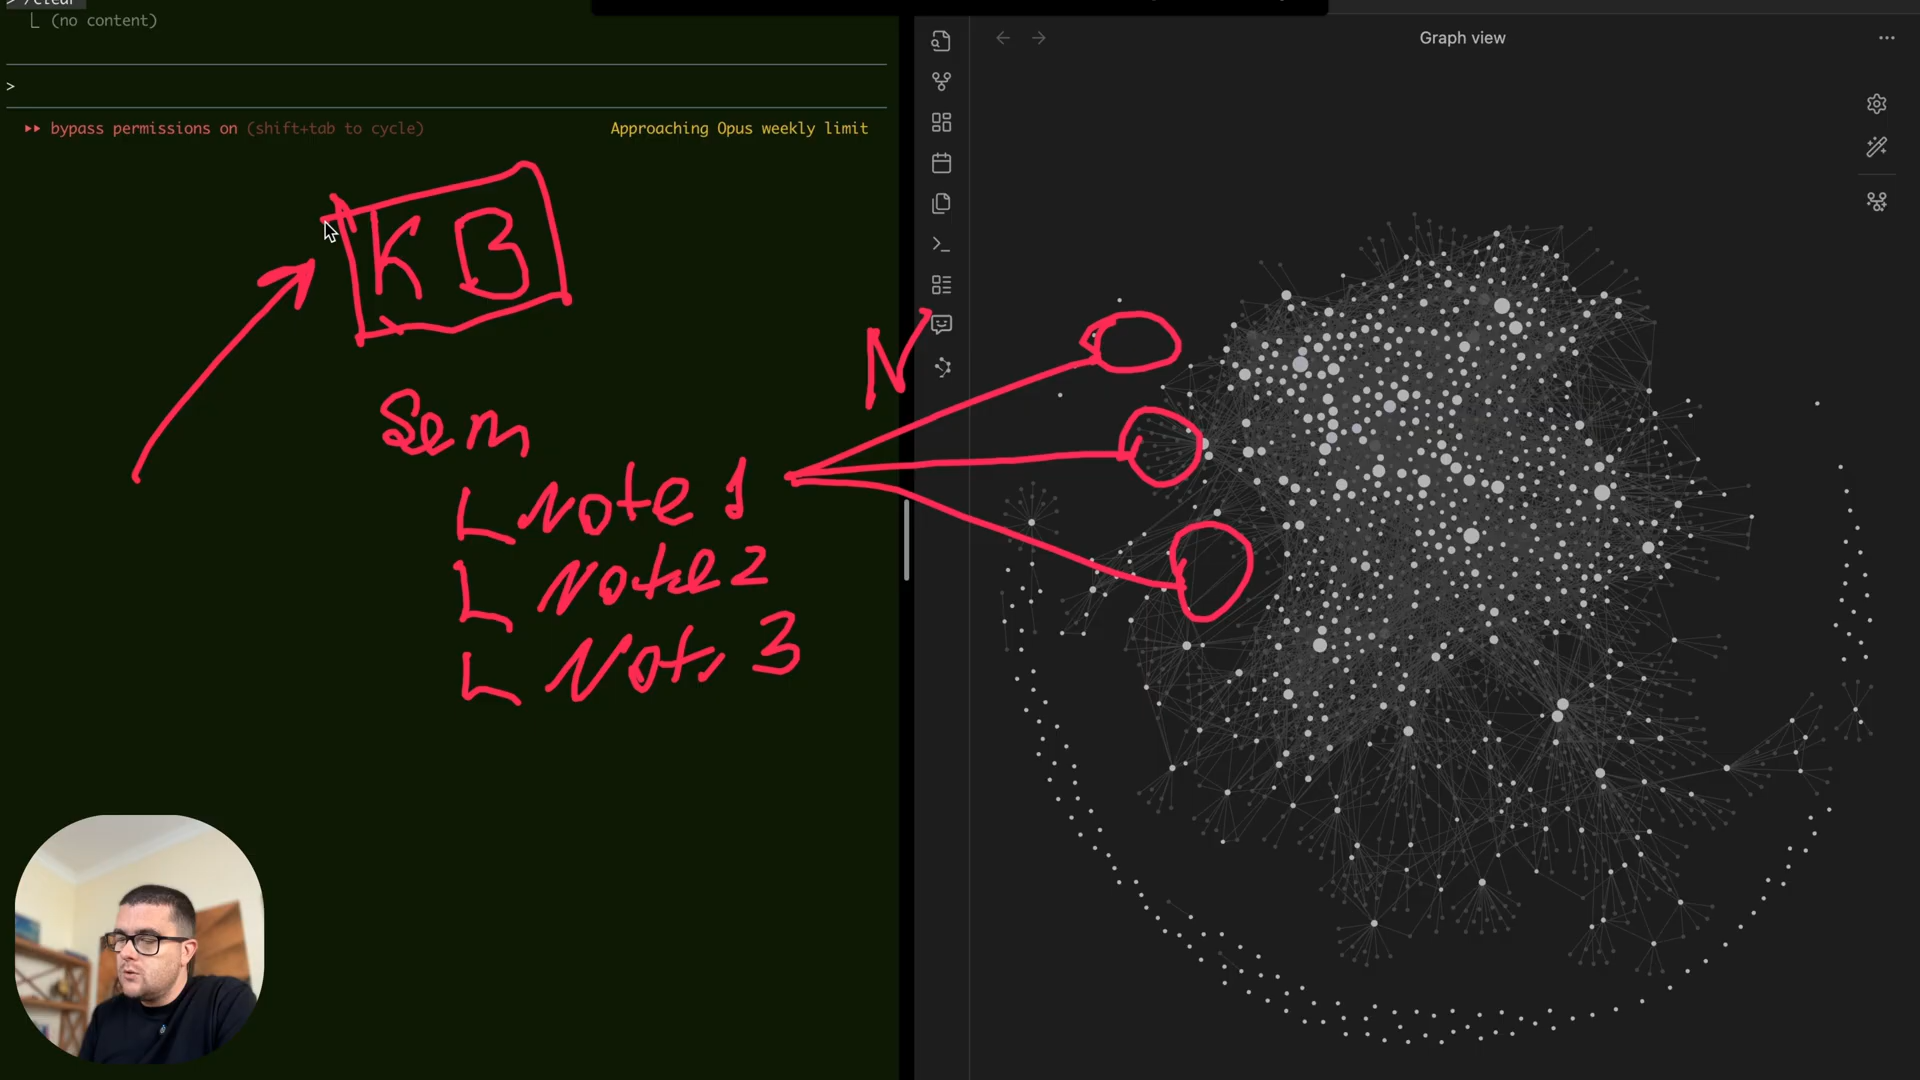 (no content)
>
bypass permissions on (shift+tab to cycle)
Approaching Opus weekly limit
Graph view
KB
Sem
Note 1
Note 2
3
N